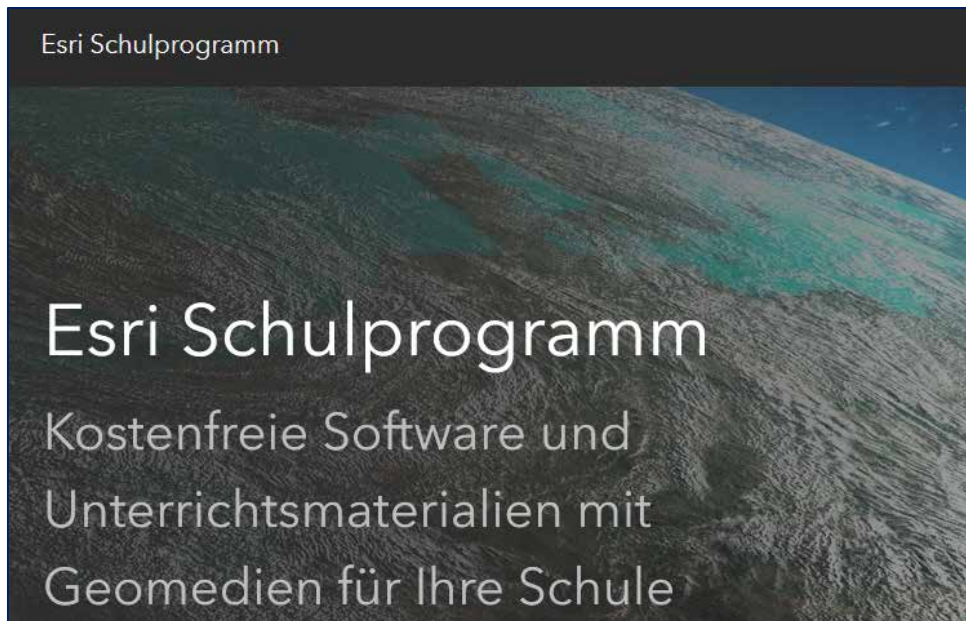 Esri Schulprogramm
Esri Schulprogramm
Kostenfreie Software und
Unterrichtsmaterialien mit
Geomedien für Ihre Schule